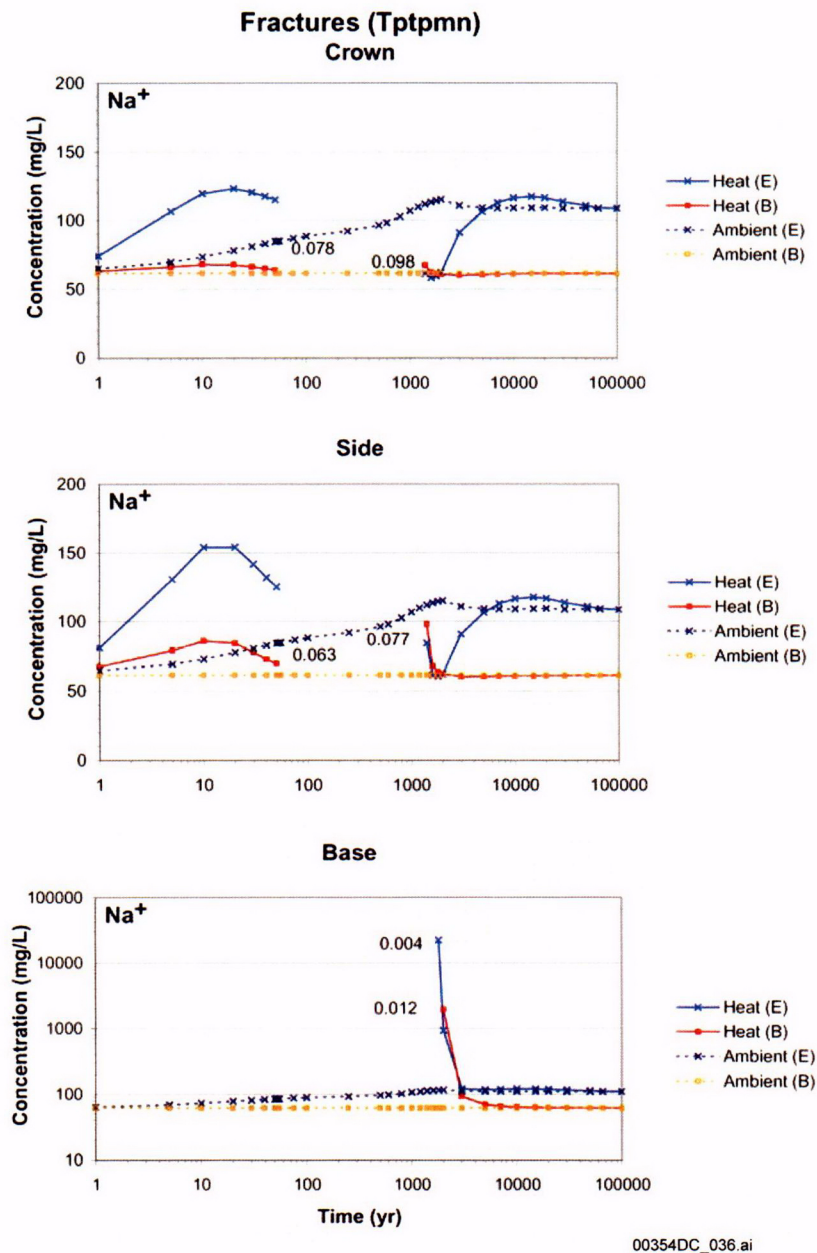 Fractures (Tptpmn)
Crown
Na+
Concentration (mg/L)
200
150
100
50
0
0.078
0.098
1
10
100
1000
10000
100000
Heat (E)
Heat (B)
Ambient (E)
Ambient (B)
Side
Na+
Concentration (mg/L)
200
150
100
50
0
0.063
0.077
1
10
100
1000
10000
100000
Heat (E)
Heat (B)
Ambient (E)
Ambient (B)
Base
Na+
Concentration (mg/L)
100000
10000
1000
100
10
0.004
0.012
1
10
100
1000
10000
100000
Time (yr)
Heat (E)
Heat (B)
Ambient (E)
Ambient (B)
00354DC_036.ai